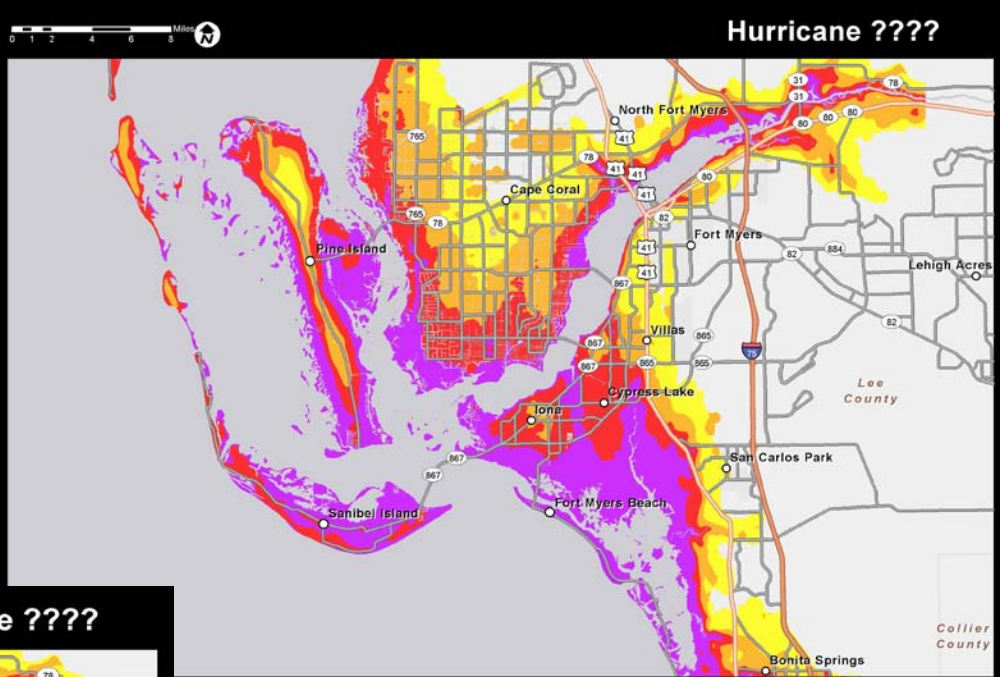 Miles
0 1 2 4 6 8
N
Hurricane ????
31
78
31
80
80
80
North Fort Myers
41
765
78
41
41
80
Cape Coral
41
765
78
82
Fort Myers
41
Pine Island
82
884
41
Lehigh Acres
867
82
Villas
865
867
75
867
865
865
Lee
County
Cypress Lake
Iona
867
San Carlos Park
867
Fort Myers Beach
Sanibel Island
e ????
Collier
County
Bonita Springs
78